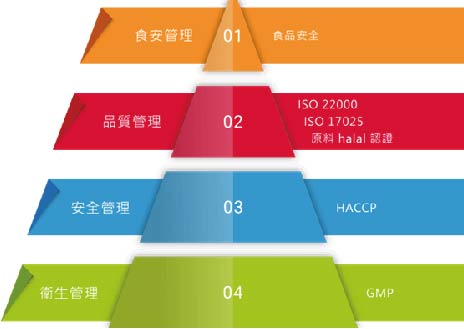 食安管理 01 食品安全
品質管理 02 ISO 22000
ISO 17025
原料 halal 認證
安全管理 03 HACCP
衛生管理 04 GMP